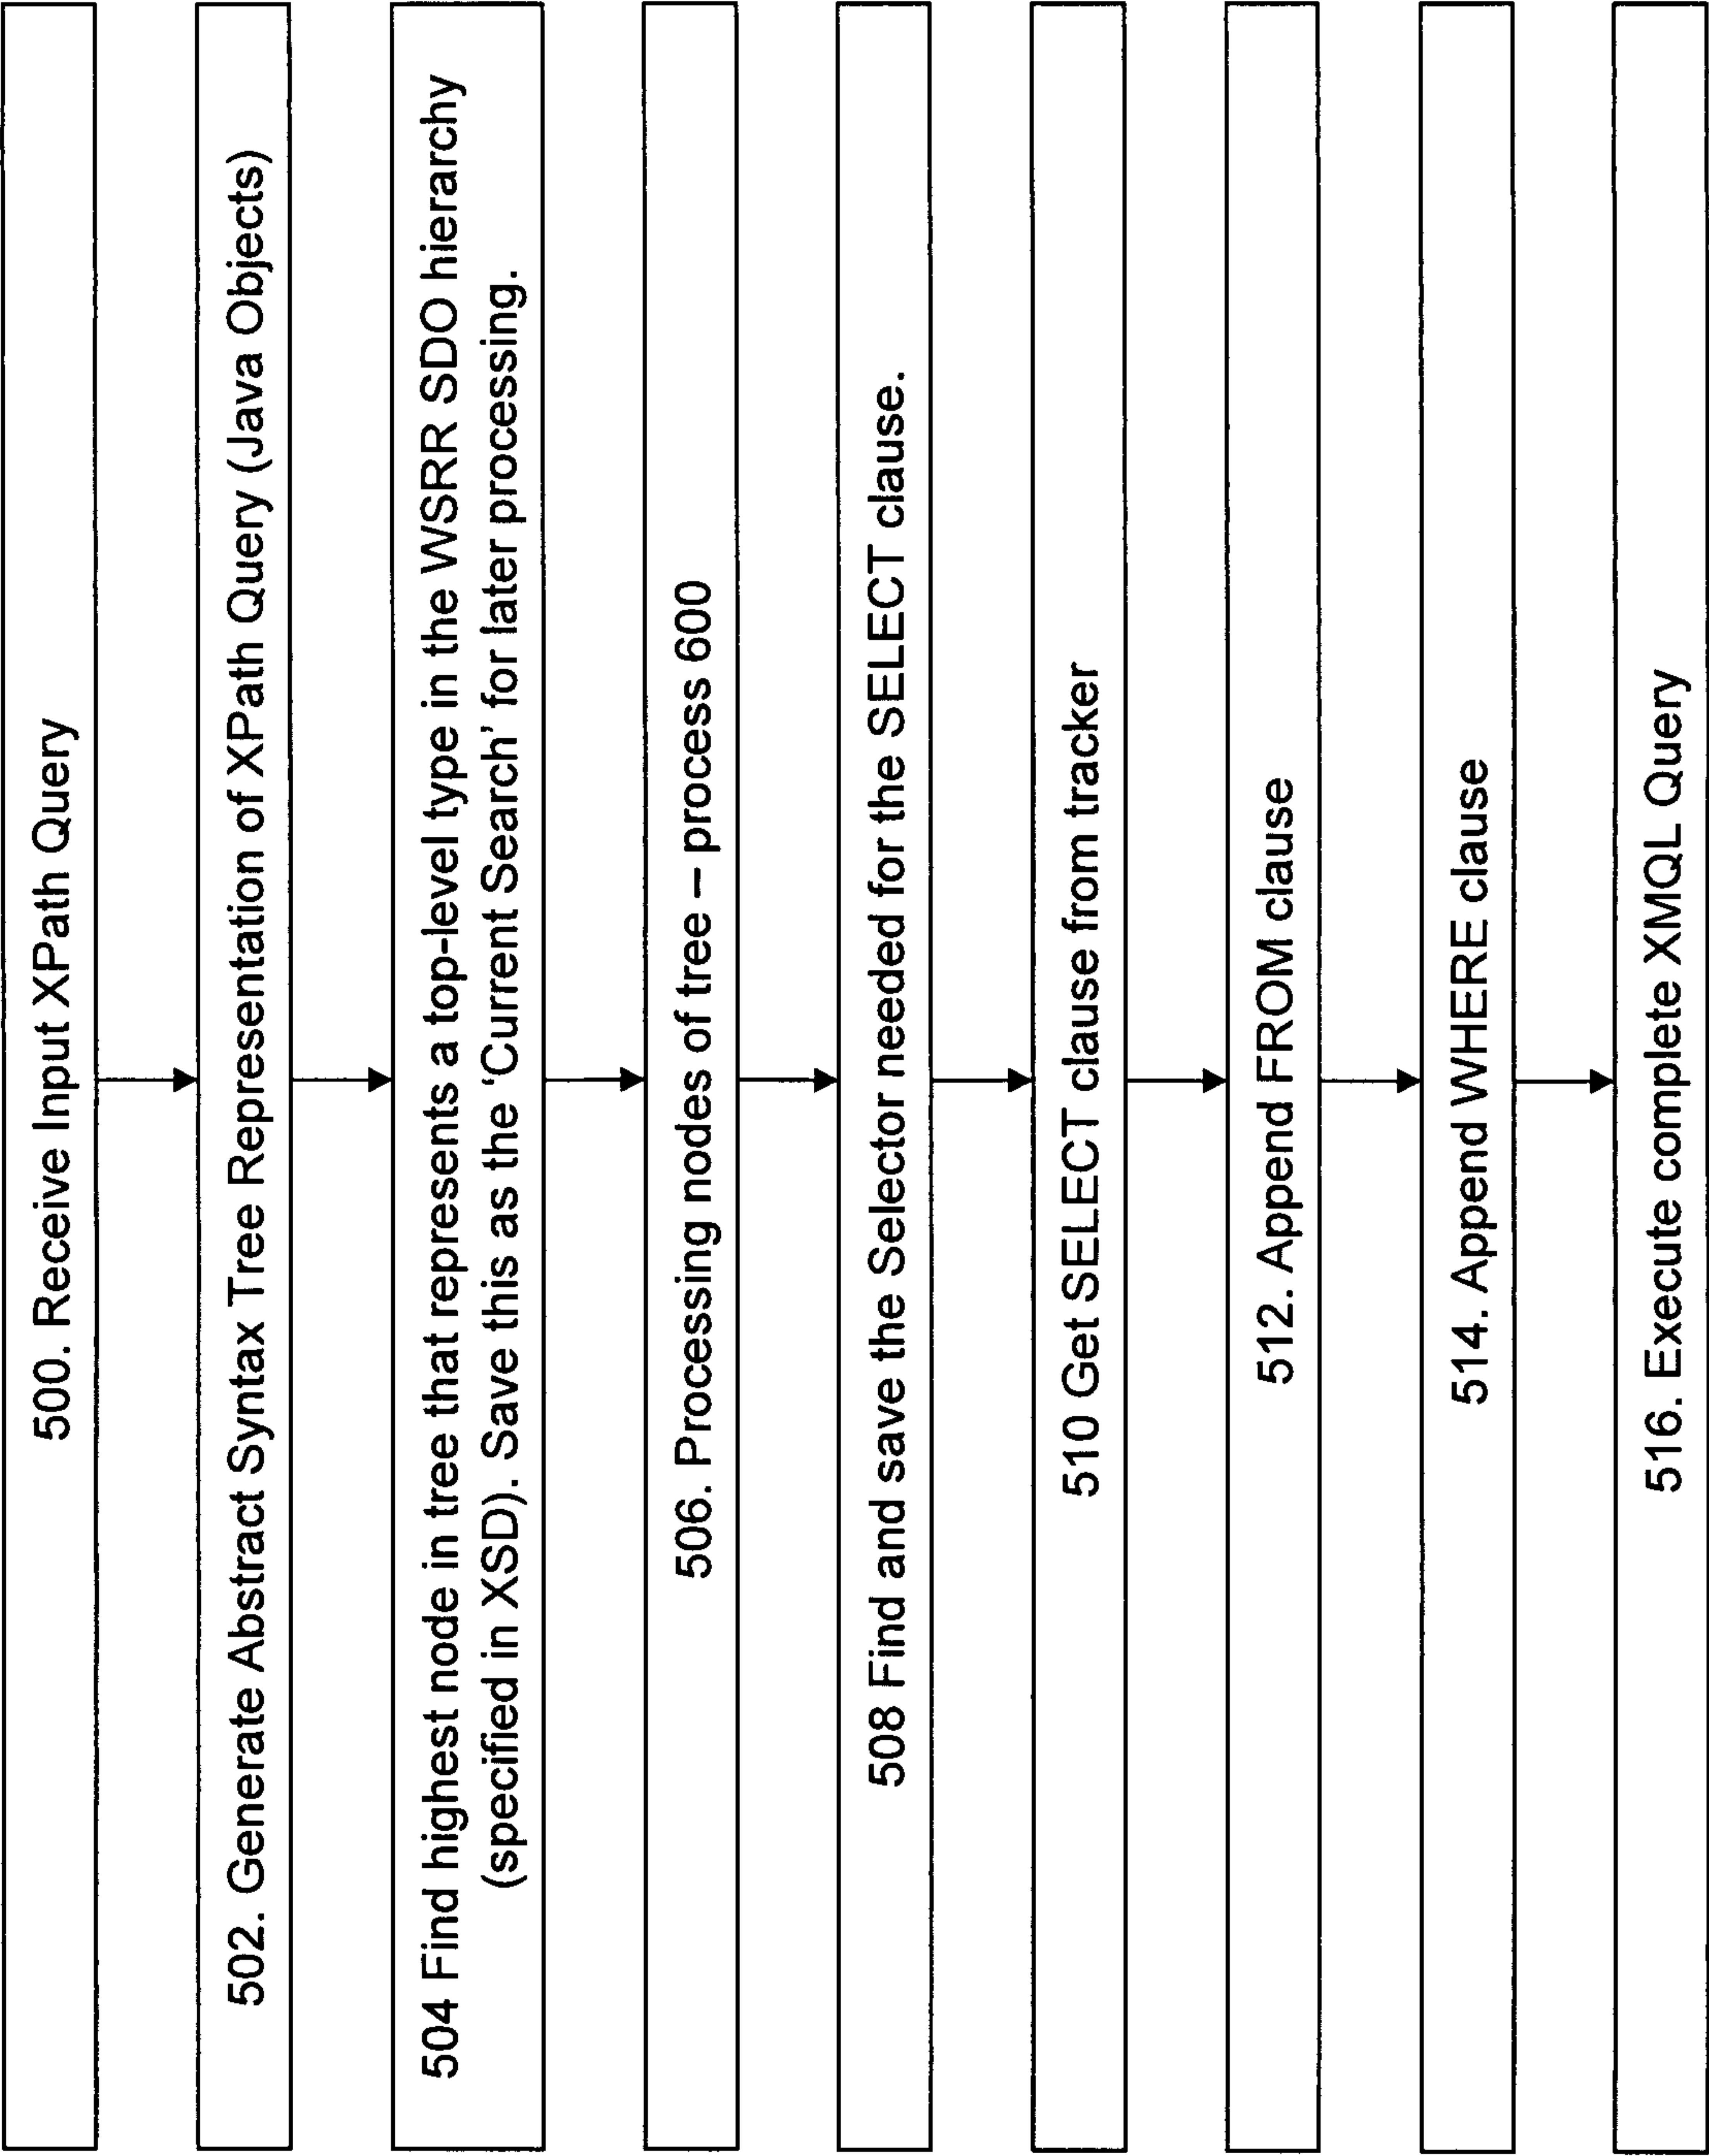 500. Receive Input XPath Query
502. Generate Abstract Syntax Tree Representation of XPath Query (Java Objects)
504 Find highest node in tree that represents a top-level type in the WSRR SDO hierarchy
(specified in XSD). Save this as the 'Current Search' for later processing.
506. Processing nodes of tree – process 600
508 Find and save the Selector needed for the SELECT clause.
510 Get SELECT clause from tracker
512. Append FROM clause
514. Append WHERE clause
516. Execute complete XMQL Query